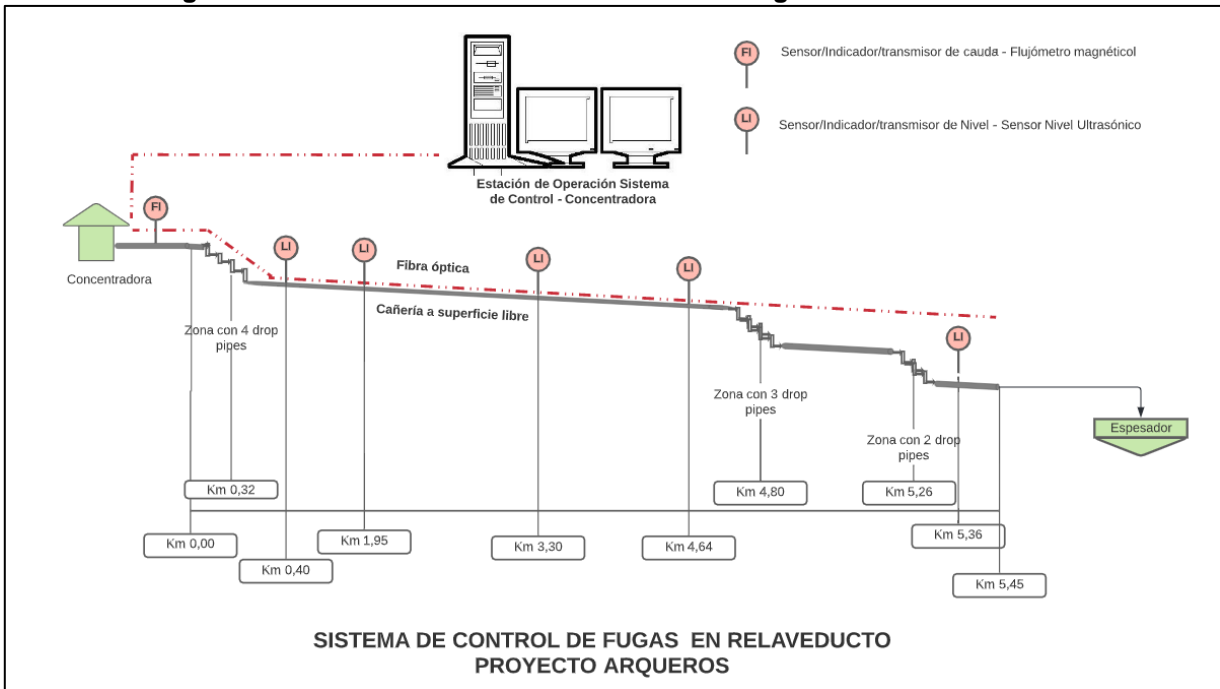 FI
Sensor/Indicador/transmisor de cauda - Flujómetro magnéticol
LI
Sensor/Indicador/transmisor de Nivel - Sensor Nivel Ultrasónico
Estación de Operación Sistema
de Control - Concentradora
FI
LI
LI
LI
LI
LI
Concentradora
Fibra óptica
Cañería a superficie libre
Zona con 4 drop
pipes
Zona con 3 drop
pipes
Zona con 2 drop
pipes
Espesador
Km 0,32
Km 4,80
Km 5,26
Km 0,00
Km 0,40
Km 1,95
Km 3,30
Km 4,64
Km 5,36
Km 5,45
SISTEMA DE CONTROL DE FUGAS EN RELAVEDUCTO
PROYECTO ARQUEROS